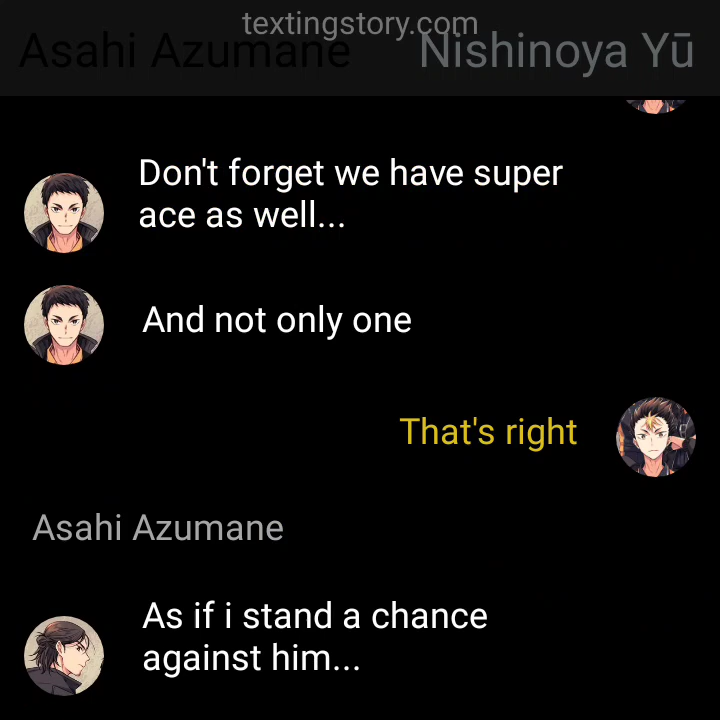 textingstory.com
Asahi Azumane Nishinoya Yū
Don't forget we have super
ace as well...
And not only one
That's right
Asahi Azumane
As if i stand a chance
against him...